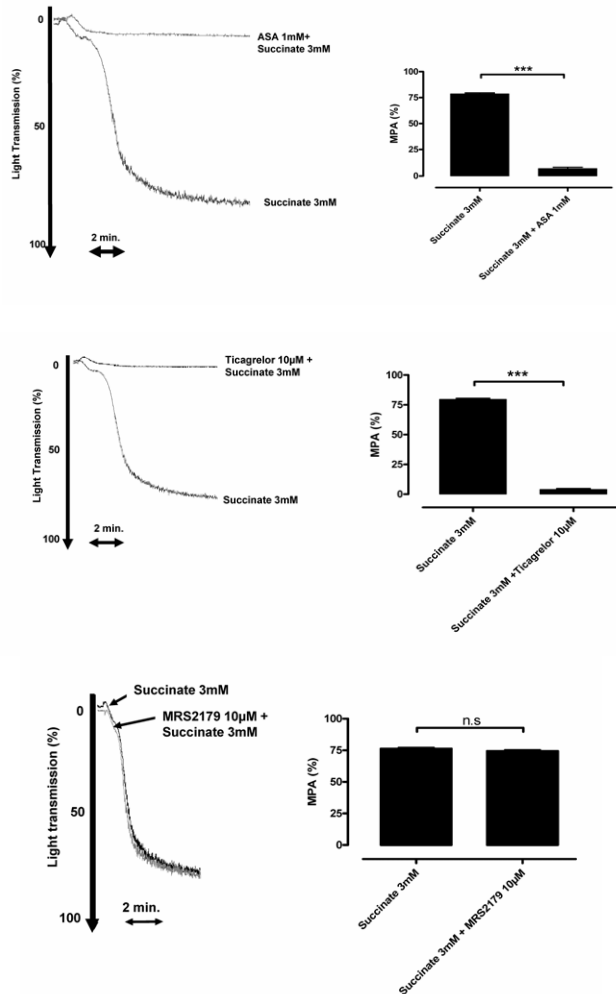 0
50
100
Light Transmission (%)
ASA 1mM+
Succinate 3mM
Succinate 3mM
2 min.
100
75
50
25
0
MPA (%)
***
Succinate 3mM
Succinate 3mM + ASA 1mM
0
50
100
Light Transmission (%)
Ticagrelor 10µM +
Succinate 3mM
Succinate 3mM
2 min.
100
75
50
25
0
MPA (%)
***
Succinate 3mM
Succinate 3mM +Ticagrelor 10µM
0
50
100
Light transmission (%)
Succinate 3mM
MRS2179 10µM +
Succinate 3mM
2 min.
100
75
50
25
0
MPA (%)
n.s
Succinate 3mM
Succinate 3mM + MRS2179 10µM